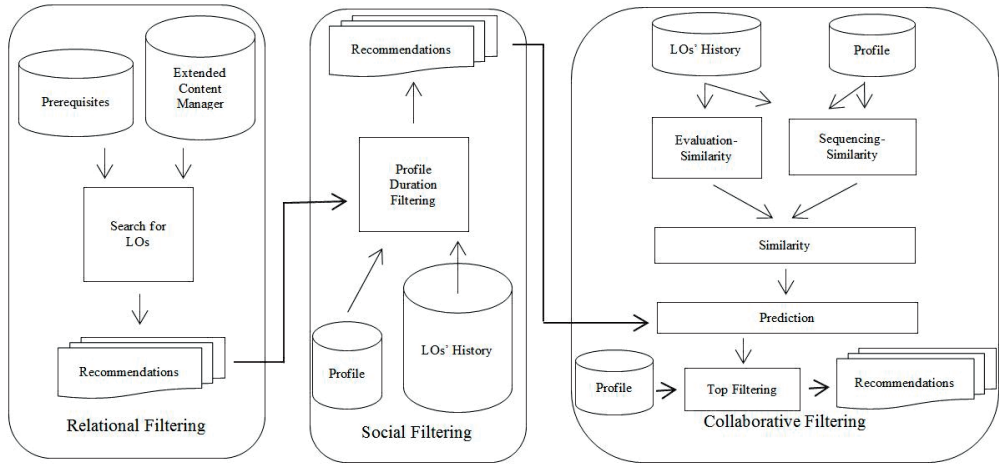 Prerequisites
Extended
Content
Manager
Search for
LOs
Recommendations
Relational Filtering
Recommendations
Profile
Duration
Filtering
Profile
LOs' History
Social Filtering
LOs' History
Profile
Evaluation-
Similarity
Sequencing-
Similarity
Similarity
Prediction
Profile
Top Filtering
Recommendations
Collaborative Filtering